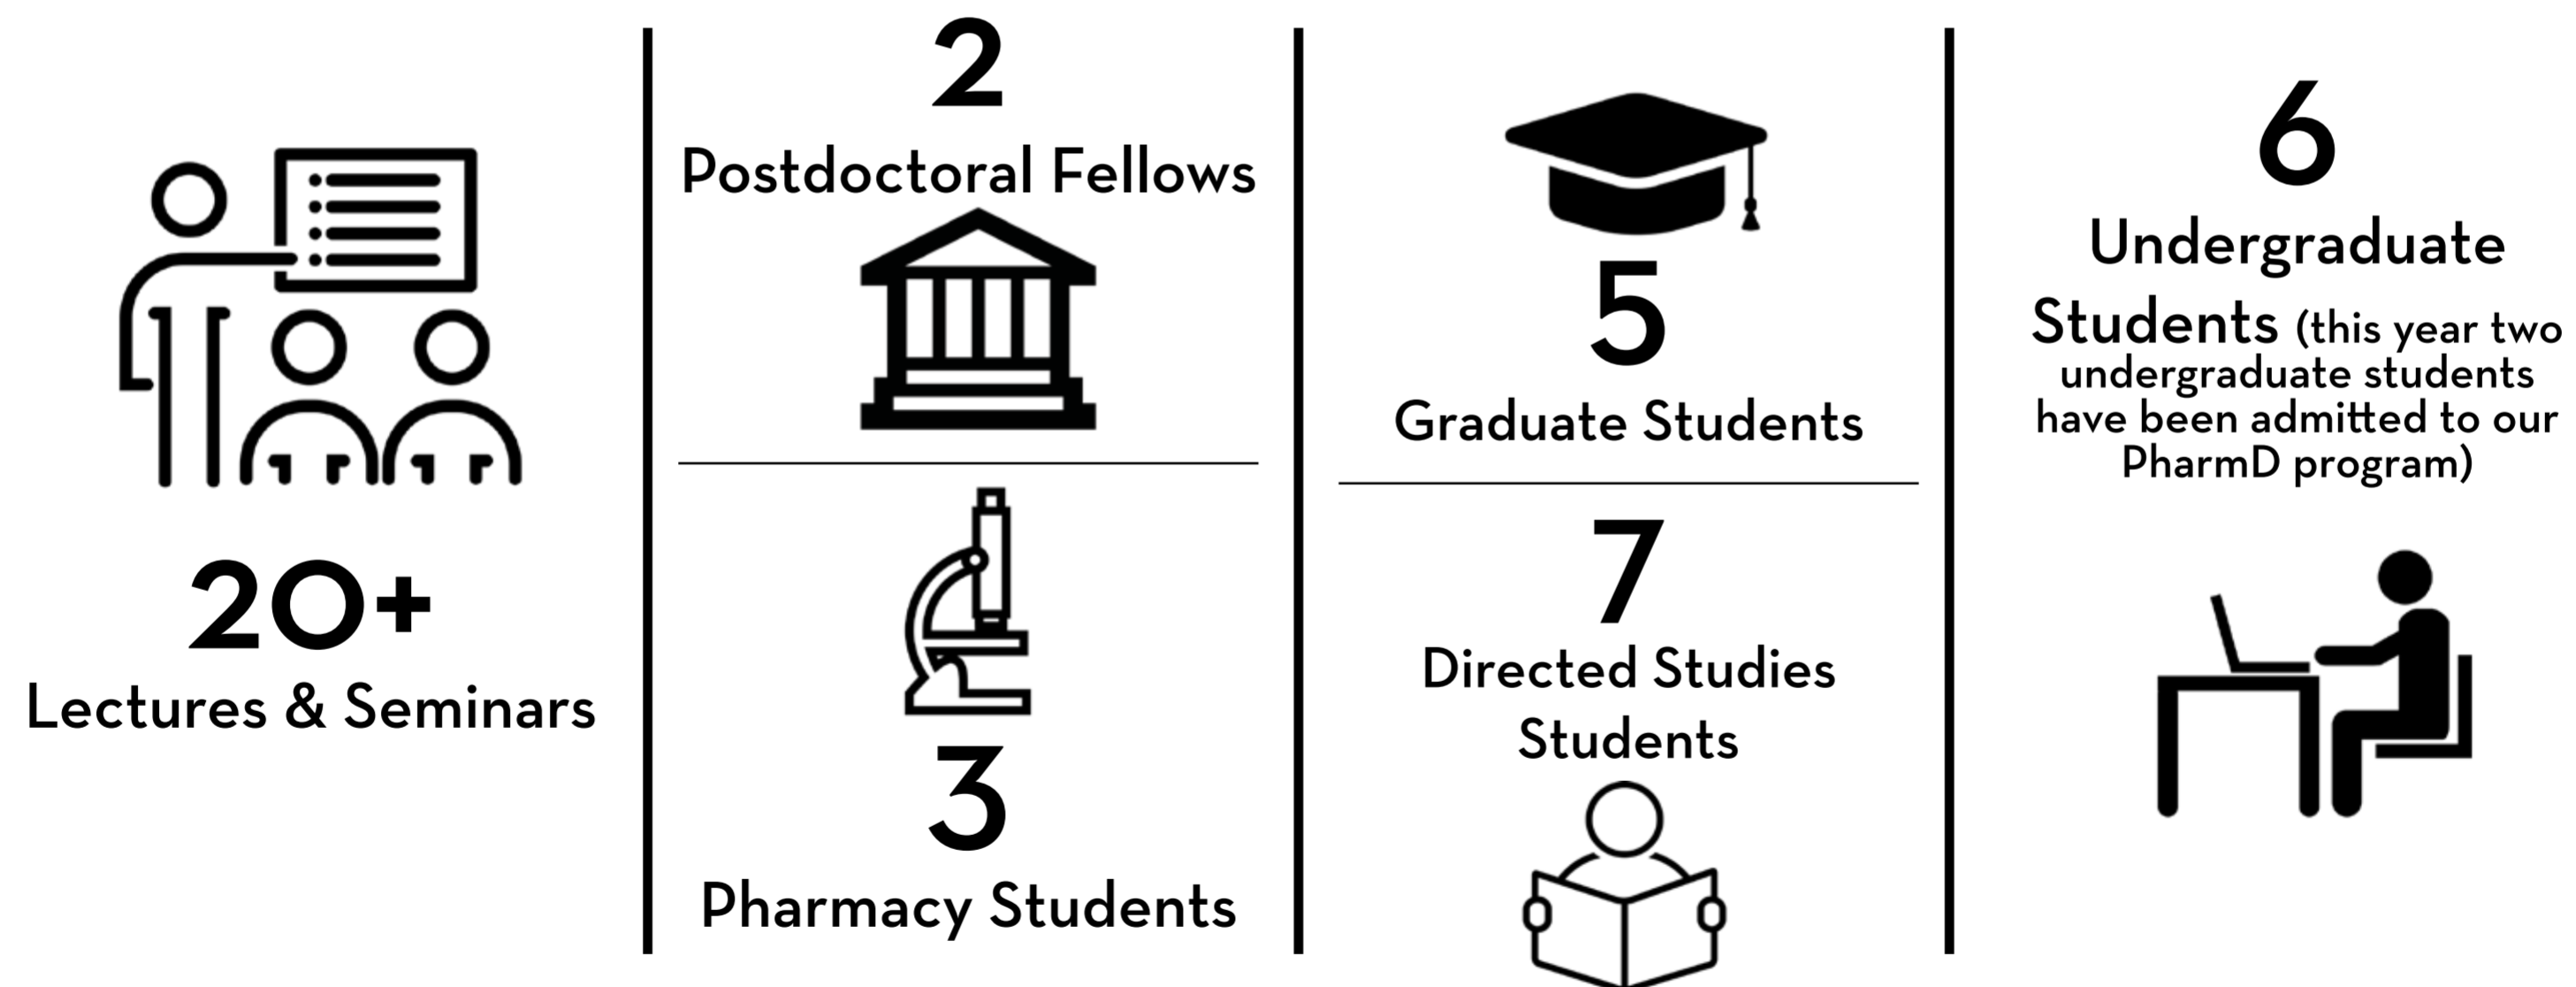 20+
Lectures & Seminars
2
Postdoctoral Fellows
3
Pharmacy Students
5
Graduate Students
7
Directed Studies
Students
6
Undergraduate
Students (this year two
undergraduate students
have been admitted to our
PharmD program)